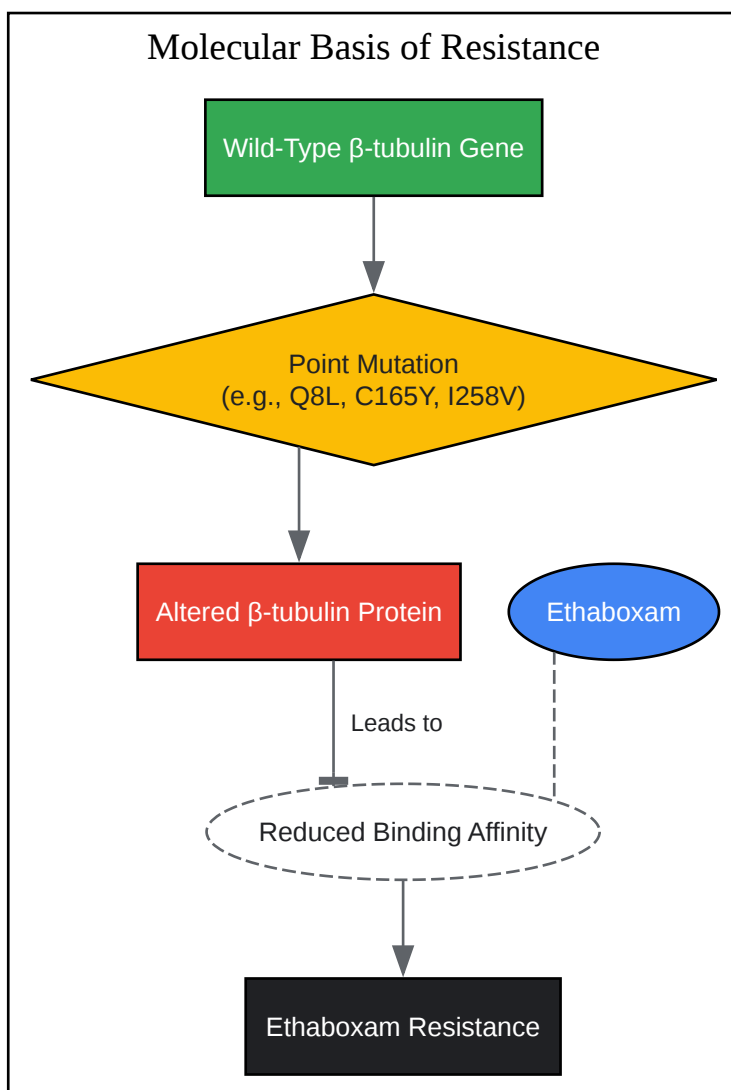 Molecular Basis of Resistance
Wild-Type β-tubulin Gene
Point Mutation
(e.g., Q8L, C165Y, I258V)
Altered β-tubulin Protein
Ethaboxam
Leads to
Reduced Binding Affinity
Ethaboxam Resistance